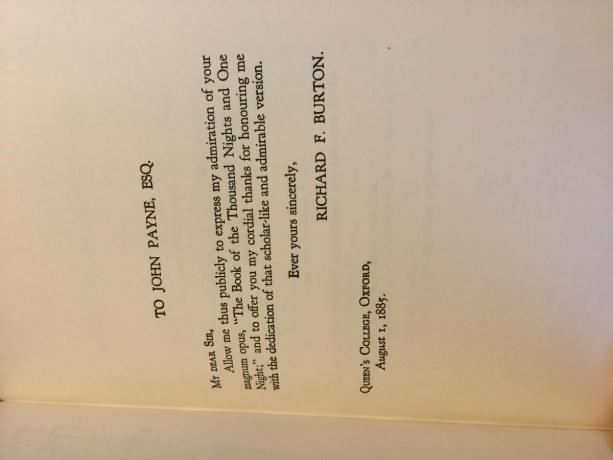 TO JOHN PAYNE, ESQ.
MY DEAR SIR,
Allow me thus publicly to express my admiration of your
magnum opus, "The Book of the Thousand Nights and One
Night;" and to offer you my cordial thanks for honouring me
with the dedication of that scholar-like and admirable version.
Ever yours sincerely,
RICHARD F. BURTON.
QUEEN'S COLLEGE, OXFORD,
August 1, 1885.